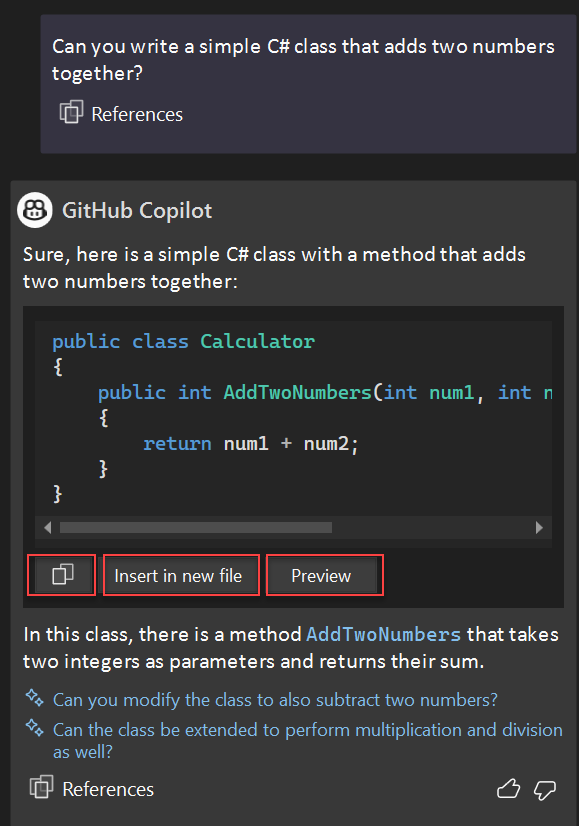 Can you write a simple C# class that adds two numbers
together?
References
GitHub Copilot
Sure, here is a simple C# class with a method that adds
two numbers together:
public class Calculator
{
    public int AddTwoNumbers(int num1, int n
    {
        return num1 + num2;
    }
}
Insert in new file
Preview
In this class, there is a method AddTwoNumbers that takes
two integers as parameters and returns their sum.
Can you modify the class to also subtract two numbers?
Can the class be extended to perform multiplication and division
as well?
References